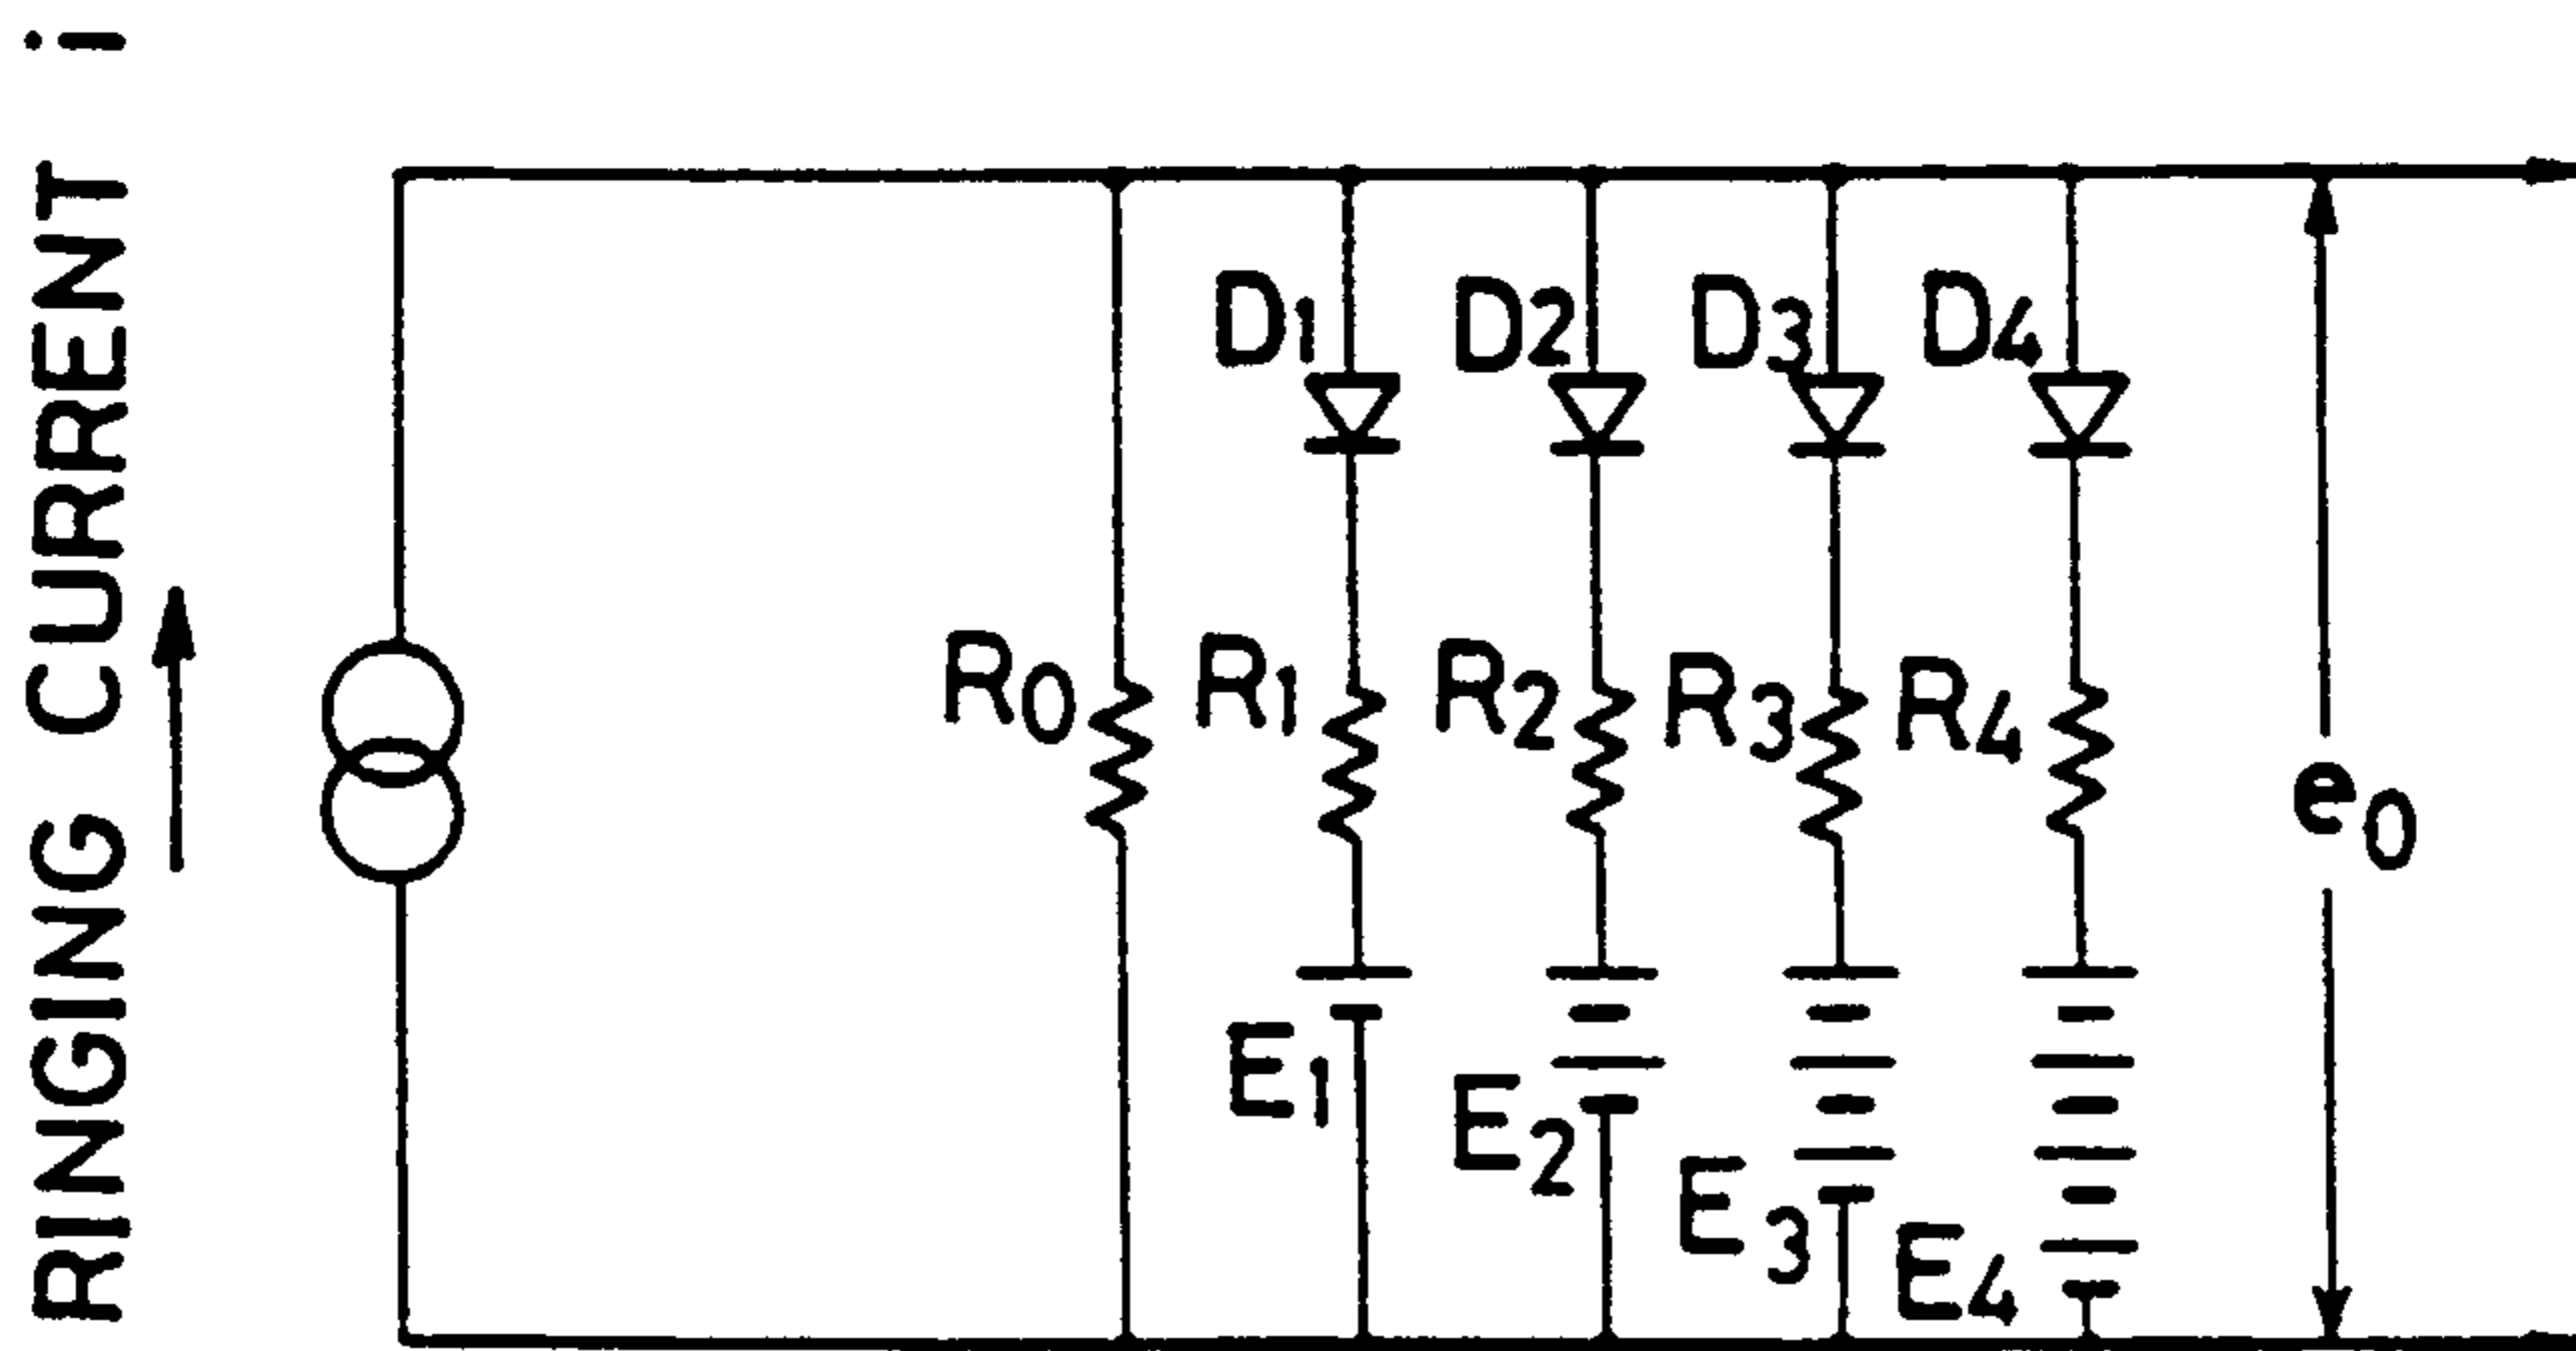 RINGING CURRENT i
D1 D2 D3 D4
R0 R1 R2 R3 R4
e0
E1
E2
E3
E4